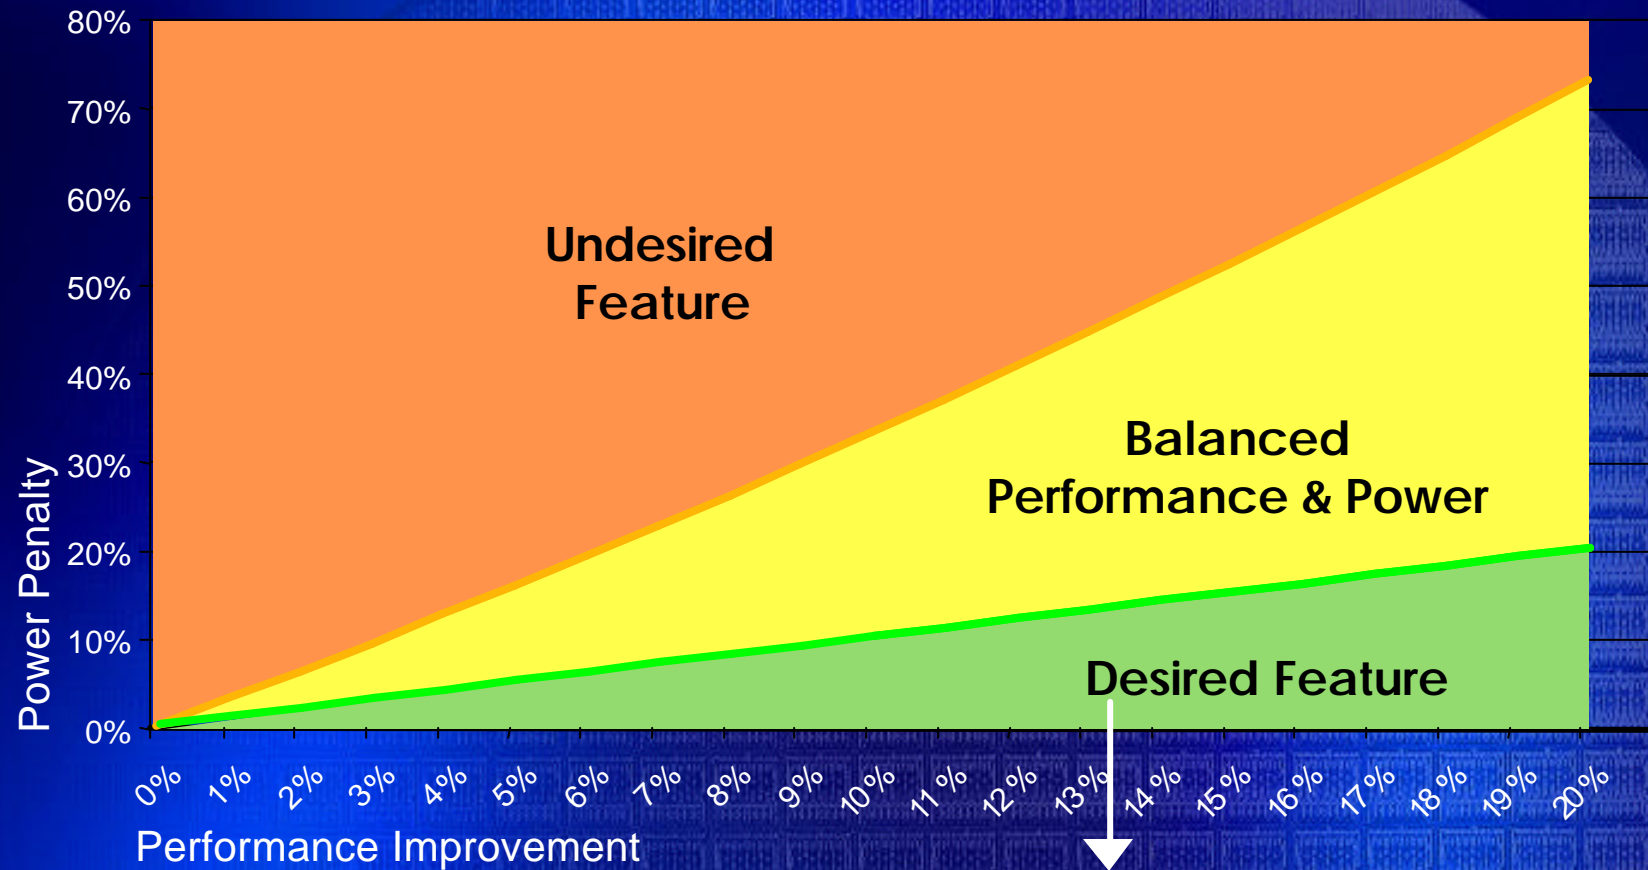 80%
70%
60%
50%
40%
30%
20%
10%
0%
Power Penalty
Undesired
Feature
Balanced
Performance & Power
Desired Feature
0% 1% 2% 3% 4% 5% 6% 7% 8% 9% 10% 11% 12% 13% 14% 15% 16% 17% 18% 19% 20%
Performance Improvement